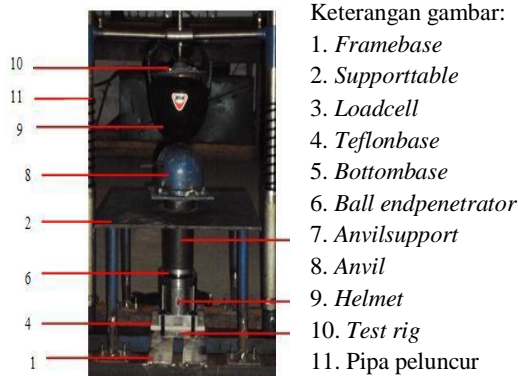 Keterangan gambar:
1. Framebase
2. Supporttable
3. Loadcell
4. Teflonbase
5. Bottombase
6. Ball endpenetrator
7. Anvilsupport
8. Anvil
9. Helmet
10. Test rig
11. Pipa peluncur
10
11
9
8
2
6
4
1